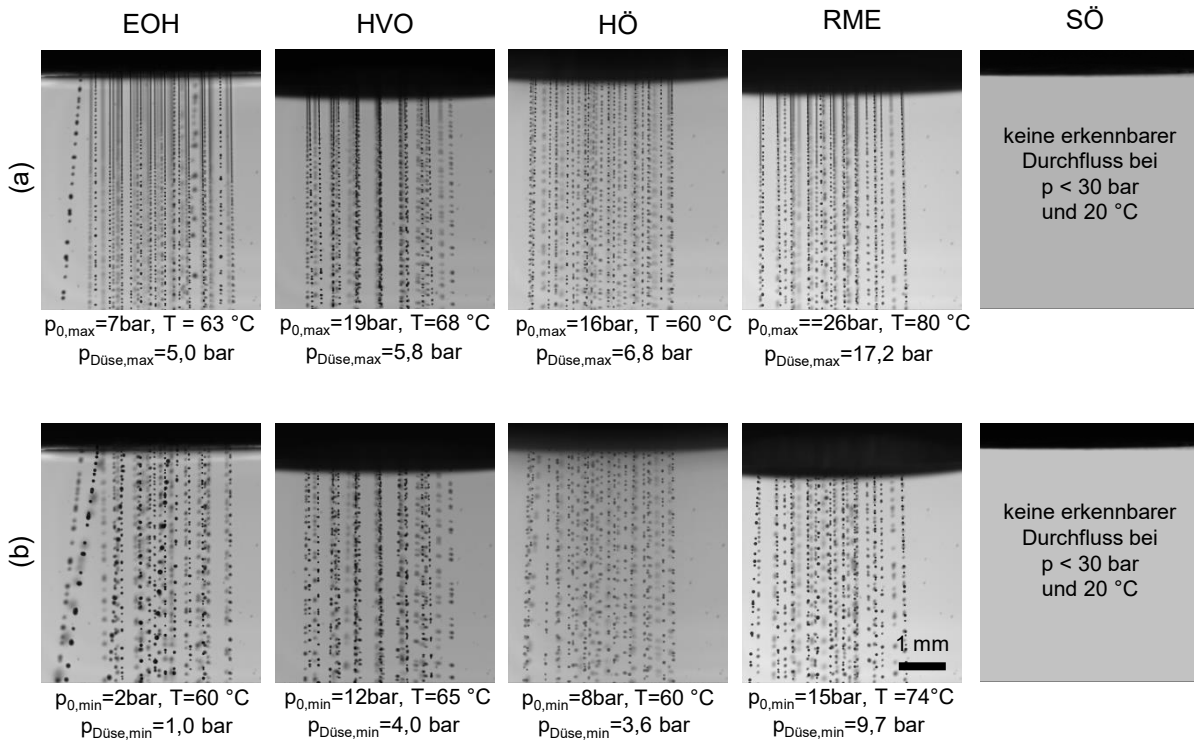 EOH HVO HÖ RME SÖ
(a)
keine erkennbarer
Durchfluss bei
p < 30 bar
und 20 °C
p0,max=7bar, T = 63 °C
pDüse,max=5,0 bar
p0,max=19bar, T=68 °C
pDüse,max=5,8 bar
p0,max=16bar, T =60 °C
pDüse,max=6,8 bar
p0,max==26bar, T=80 °C
pDüse,max=17,2 bar
(b)
keine erkennbarer
Durchfluss bei
p < 30 bar
und 20 °C
1 mm
p0,min=2bar, T=60 °C
pDüse,min=1,0 bar
p0,min=12bar, T=65 °C
pDüse,min=4,0 bar
p0,min=8bar, T=60 °C
pDüse,min=3,6 bar
p0,min=15bar, T =74°C
pDüse,min=9,7 bar